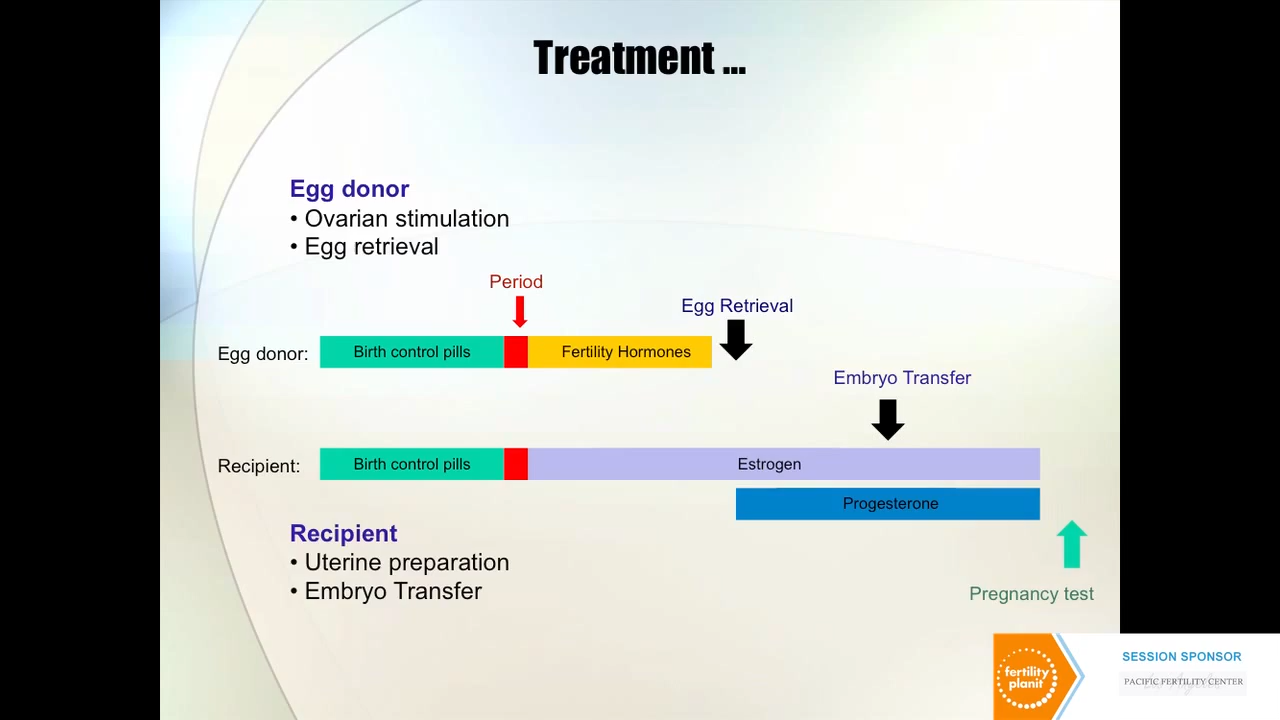 Treatment ...
Egg donor
• Ovarian stimulation
• Egg retrieval
Period
Egg Retrieval
Egg donor:
Birth control pills
Fertility Hormones
Embryo Transfer
Recipient:
Birth control pills
Estrogen
Progesterone
Recipient
• Uterine preparation
• Embryo Transfer
Pregnancy test
fertility
planit
SESSION SPONSOR
PACIFIC FERTILITY CENTER
Los Angeles